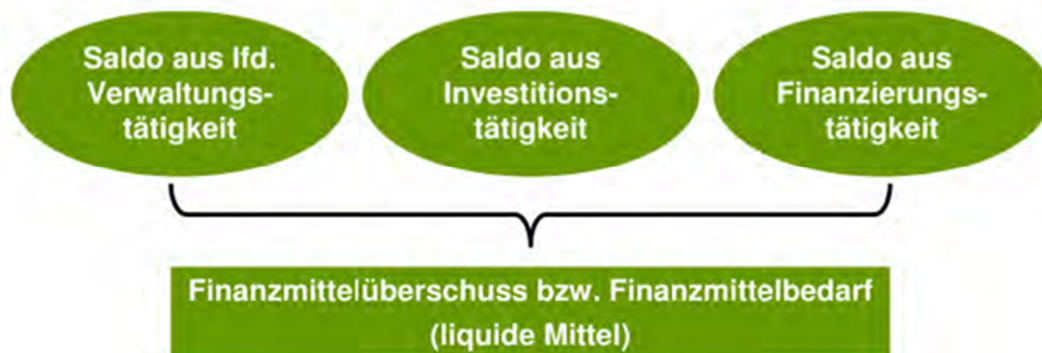 Saldo aus lfd.
Verwaltungs-
tätigkeit
Saldo aus
Investitions-
tätigkeit
Saldo aus
Finanzierungs-
tätigkeit
Finanzmittelüberschuss bzw. Finanzmittelbedarf
(liquide Mittel)